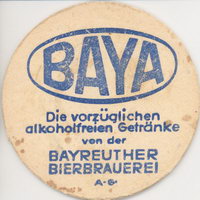 BAYA
Die vorzüglichen
alkoholfreien Getränke
von der
BAYREUTHER
BIERBRAUEREI
A-G-